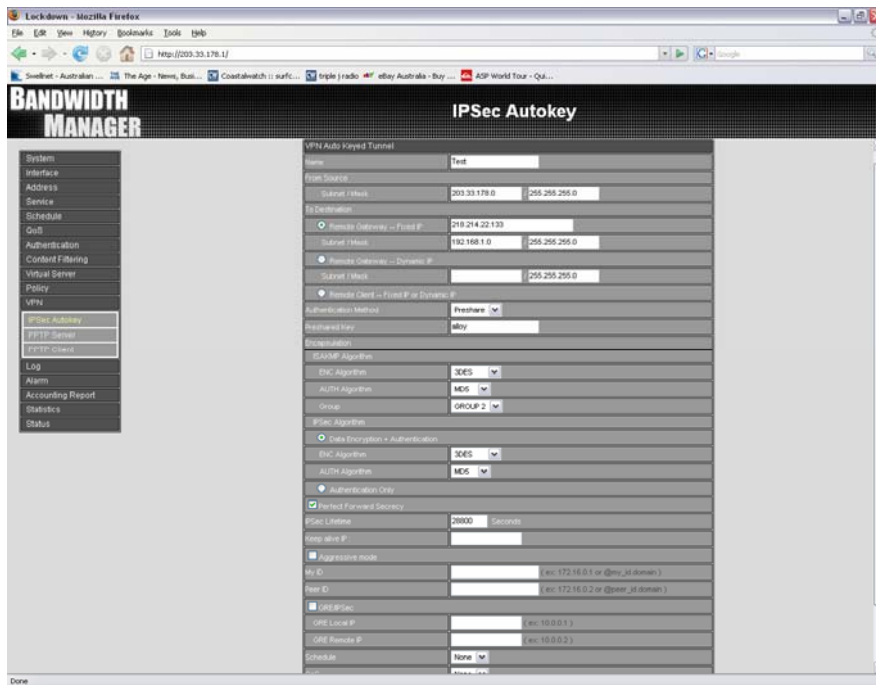 Lockdown - Mozilla Firefox
File Edit View History Bookmarks Tools Help
http://203.33.178.1/
Google
Swellnet - Australian ... The Age - News, Busi... Coastalwatch :: surfc... triple j radio eBay Australia - Buy .... ASP World Tour - Qui...
BANDWIDTH
MANAGER
IPSec Autokey
System
Interface
Address
Service
Schedule
QoS
Authentication
Content Filtering
Virtual Server
Policy
VPN
IPSec Autokey
PPTP Server
PPTP Client
Log
Alarm
Accounting Report
Statistics
Status
VPN Auto Keyed Tunnel
Name Test
From Source
Subnet / Mask 203.33.178.0 / 255.255.255.0
To Destination
Remote Gateway -- Fixed IP 218.214.22.133
Subnet / Mask 192.168.1.0 / 255.255.255.0
Remote Gateway -- Dynamic IP
Subnet / Mask / 255.255.255.0
Remote Client -- Fixed IP or Dynamic IP
Authentication Method Preshare
Preshared Key alloy
Encapsulation
ISAKMP Algorithm
ENC Algorithm 3DES
AUTH Algorithm MD5
Group GROUP 2
IPSec Algorithm
Data Encryption + Authentication
ENC Algorithm 3DES
AUTH Algorithm MD5
Authentication Only
Perfect Forward Secrecy
IPSec Lifetime 28800 Seconds
Keep alive IP
Aggressive mode
My ID ( ex: 172.16.0.1 or @my_id.domain )
Peer ID ( ex: 172.16.0.2 or @peer_id.domain )
GRE/IPSec
GRE Local IP ( ex: 10.0.0.1 )
GRE Remote IP ( ex: 10.0.0.2 )
Schedule None
QoS None
Done